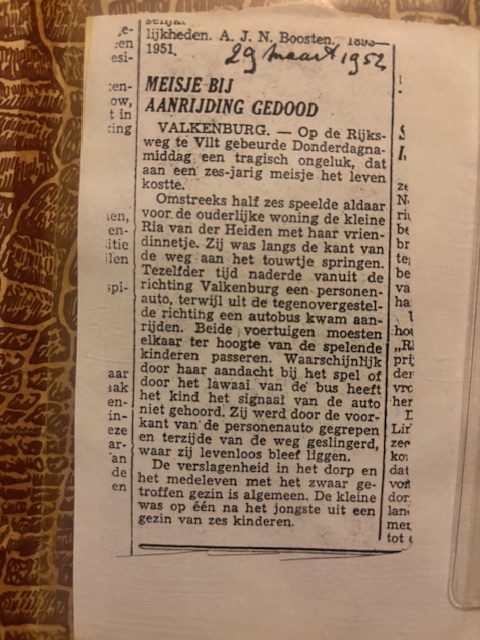 lijkheden. A. J. N. Boosten. 1893-
1951.
29 maart 1952
MEISJE BIJ
AANRIJDING GEDOOD
VALKENBURG. — Op de Rijks-
weg te Vilt gebeurde Donderdagna-
middag een tragisch ongeluk, dat
aan een zes-jarig meisje het leven
kostte.
Omstreeks half zes speelde aldaar
voor de ouderlijke woning de kleine
Ria van der Heiden met haar vrien-
dinnetje. Zij was langs de kant van
de weg aan het touwtje springen.
Tezelfder tijd naderde vanuit de
richting Valkenburg een personen-
auto, terwijl uit de tegenovergestel-
de richting een autobus kwam aan-
rijden. Beide voertuigen moesten
elkaar ter hoogte van de spelende
kinderen passeren. Waarschijnlijk
door haar aandacht bij het spel of
door het lawaai van de bus heeft
het kind het signaal van de auto
niet gehoord. Zij werd door de voor-
kant van de personenauto gegrepen
en terzijde van de weg geslingerd,
waar zij levenloos bleef liggen.
De verslagenheid in het dorp en
het medeleven met het zwaar ge-
troffen gezin is algemeen. De kleine
was op één na het jongste uit een
gezin van zes kinderen.